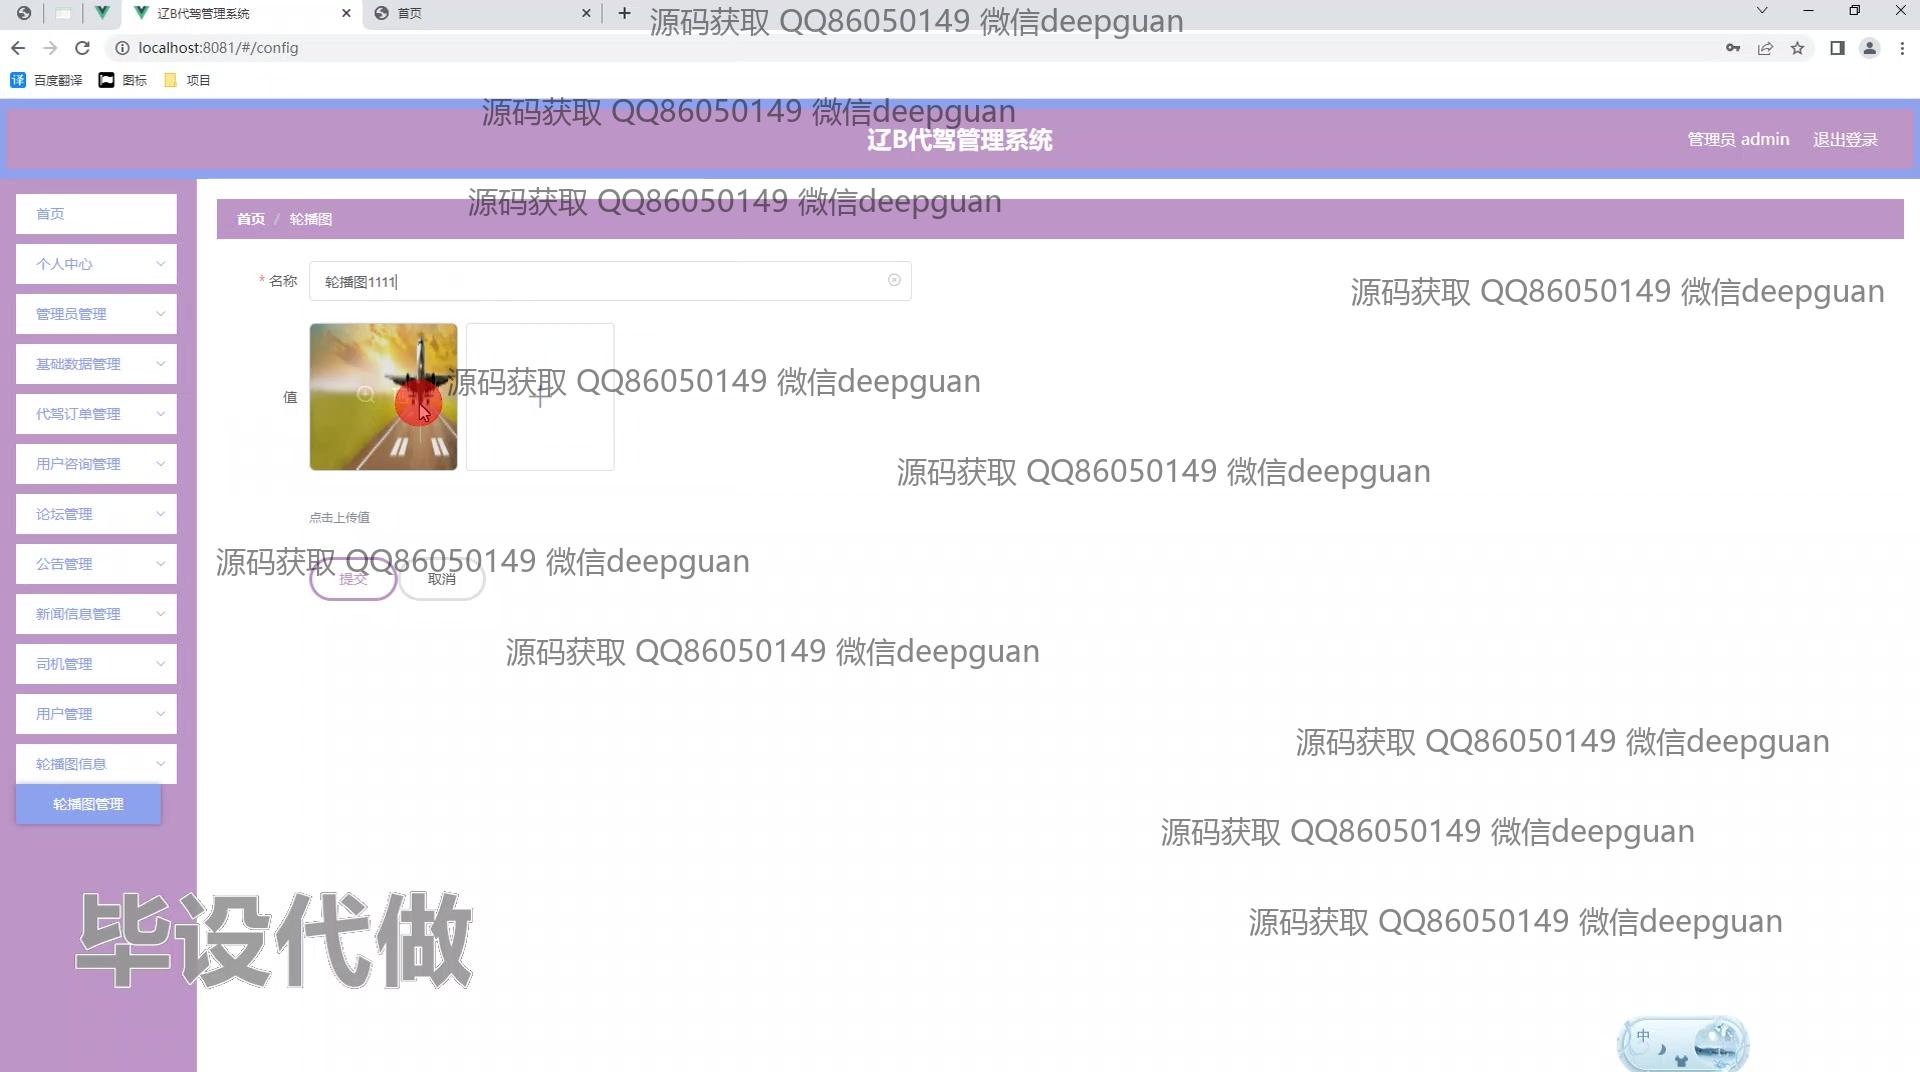 辽B代驾管理系统
首页
源码获取 QQ86050149 微信deepguan
localhost:8081/#/config
百度翻译
图标
项目
源码获取 QQ86050149 微信deepguan
辽B代驾管理系统
管理员 admin
退出登录
源码获取 QQ86050149 微信deepguan
首页 / 轮播图
首页
个人中心
管理员管理
基础数据管理
代驾订单管理
用户咨询管理
论坛管理
公告管理
新闻信息管理
司机管理
用户管理
轮播图信息
轮播图管理
* 名称
轮播图1111
源码获取 QQ86050149 微信deepguan
值
源码获取 QQ86050149 微信deepguan
源码获取 QQ86050149 微信deepguan
点击上传值
源码获取 QQ86050149 微信deepguan
提交
取消
源码获取 QQ86050149 微信deepguan
源码获取 QQ86050149 微信deepguan
源码获取 QQ86050149 微信deepguan
源码获取 QQ86050149 微信deepguan
毕设代做
中